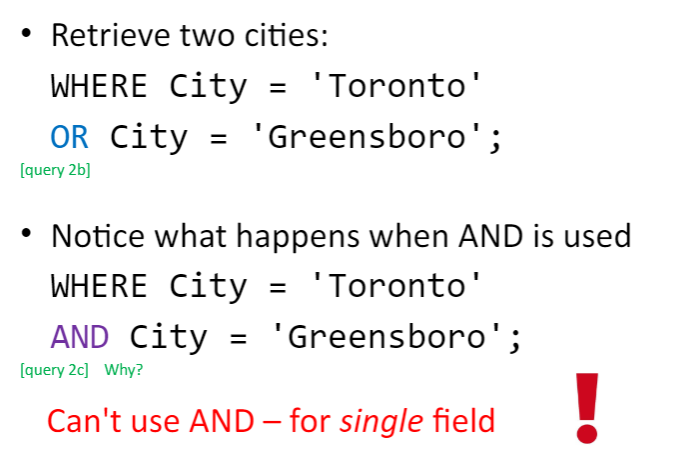 • Retrieve two cities:
WHERE City = 'Toronto'
OR City = 'Greensboro';
[query 2b]
• Notice what happens when AND is used
WHERE City = 'Toronto'
AND City = 'Greensboro';
[query 2c] Why?
Can't use AND – for single field
!